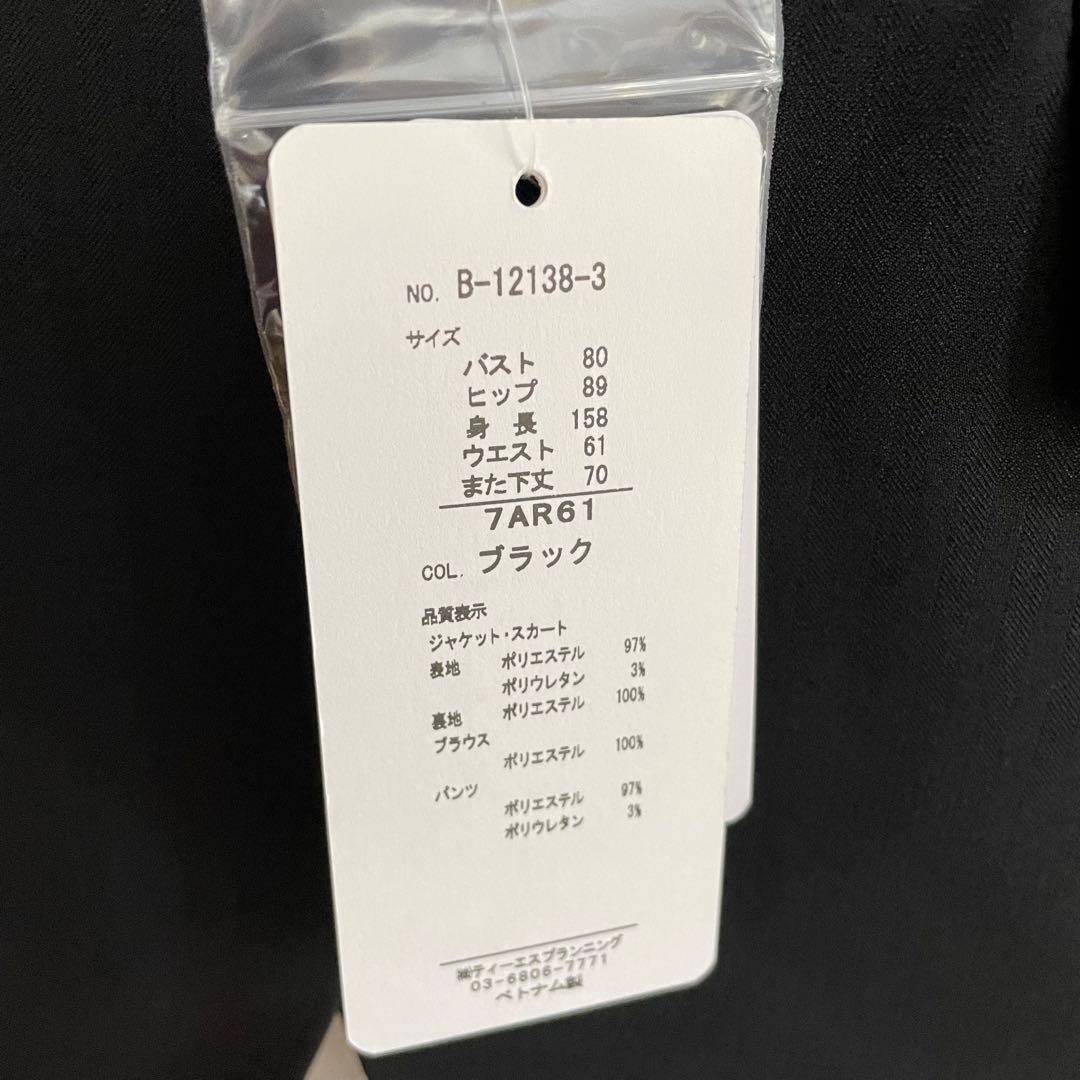 NO. B-12138-3
サイズ
バスト 80
ヒップ 89
身長 158
ウエスト 61
また下丈 70
7AR61
COL. ブラック
品質表示
ジャケット・スカート
表地 ポリエステル 97%
ポリウレタン 3%
裏地 ポリエステル 100%
ブラウス
ポリエステル 100%
パンツ
ポリエステル 97%
ポリウレタン 3%
㈱ティーエスプランニング
03-6806-7771
ベトナム製